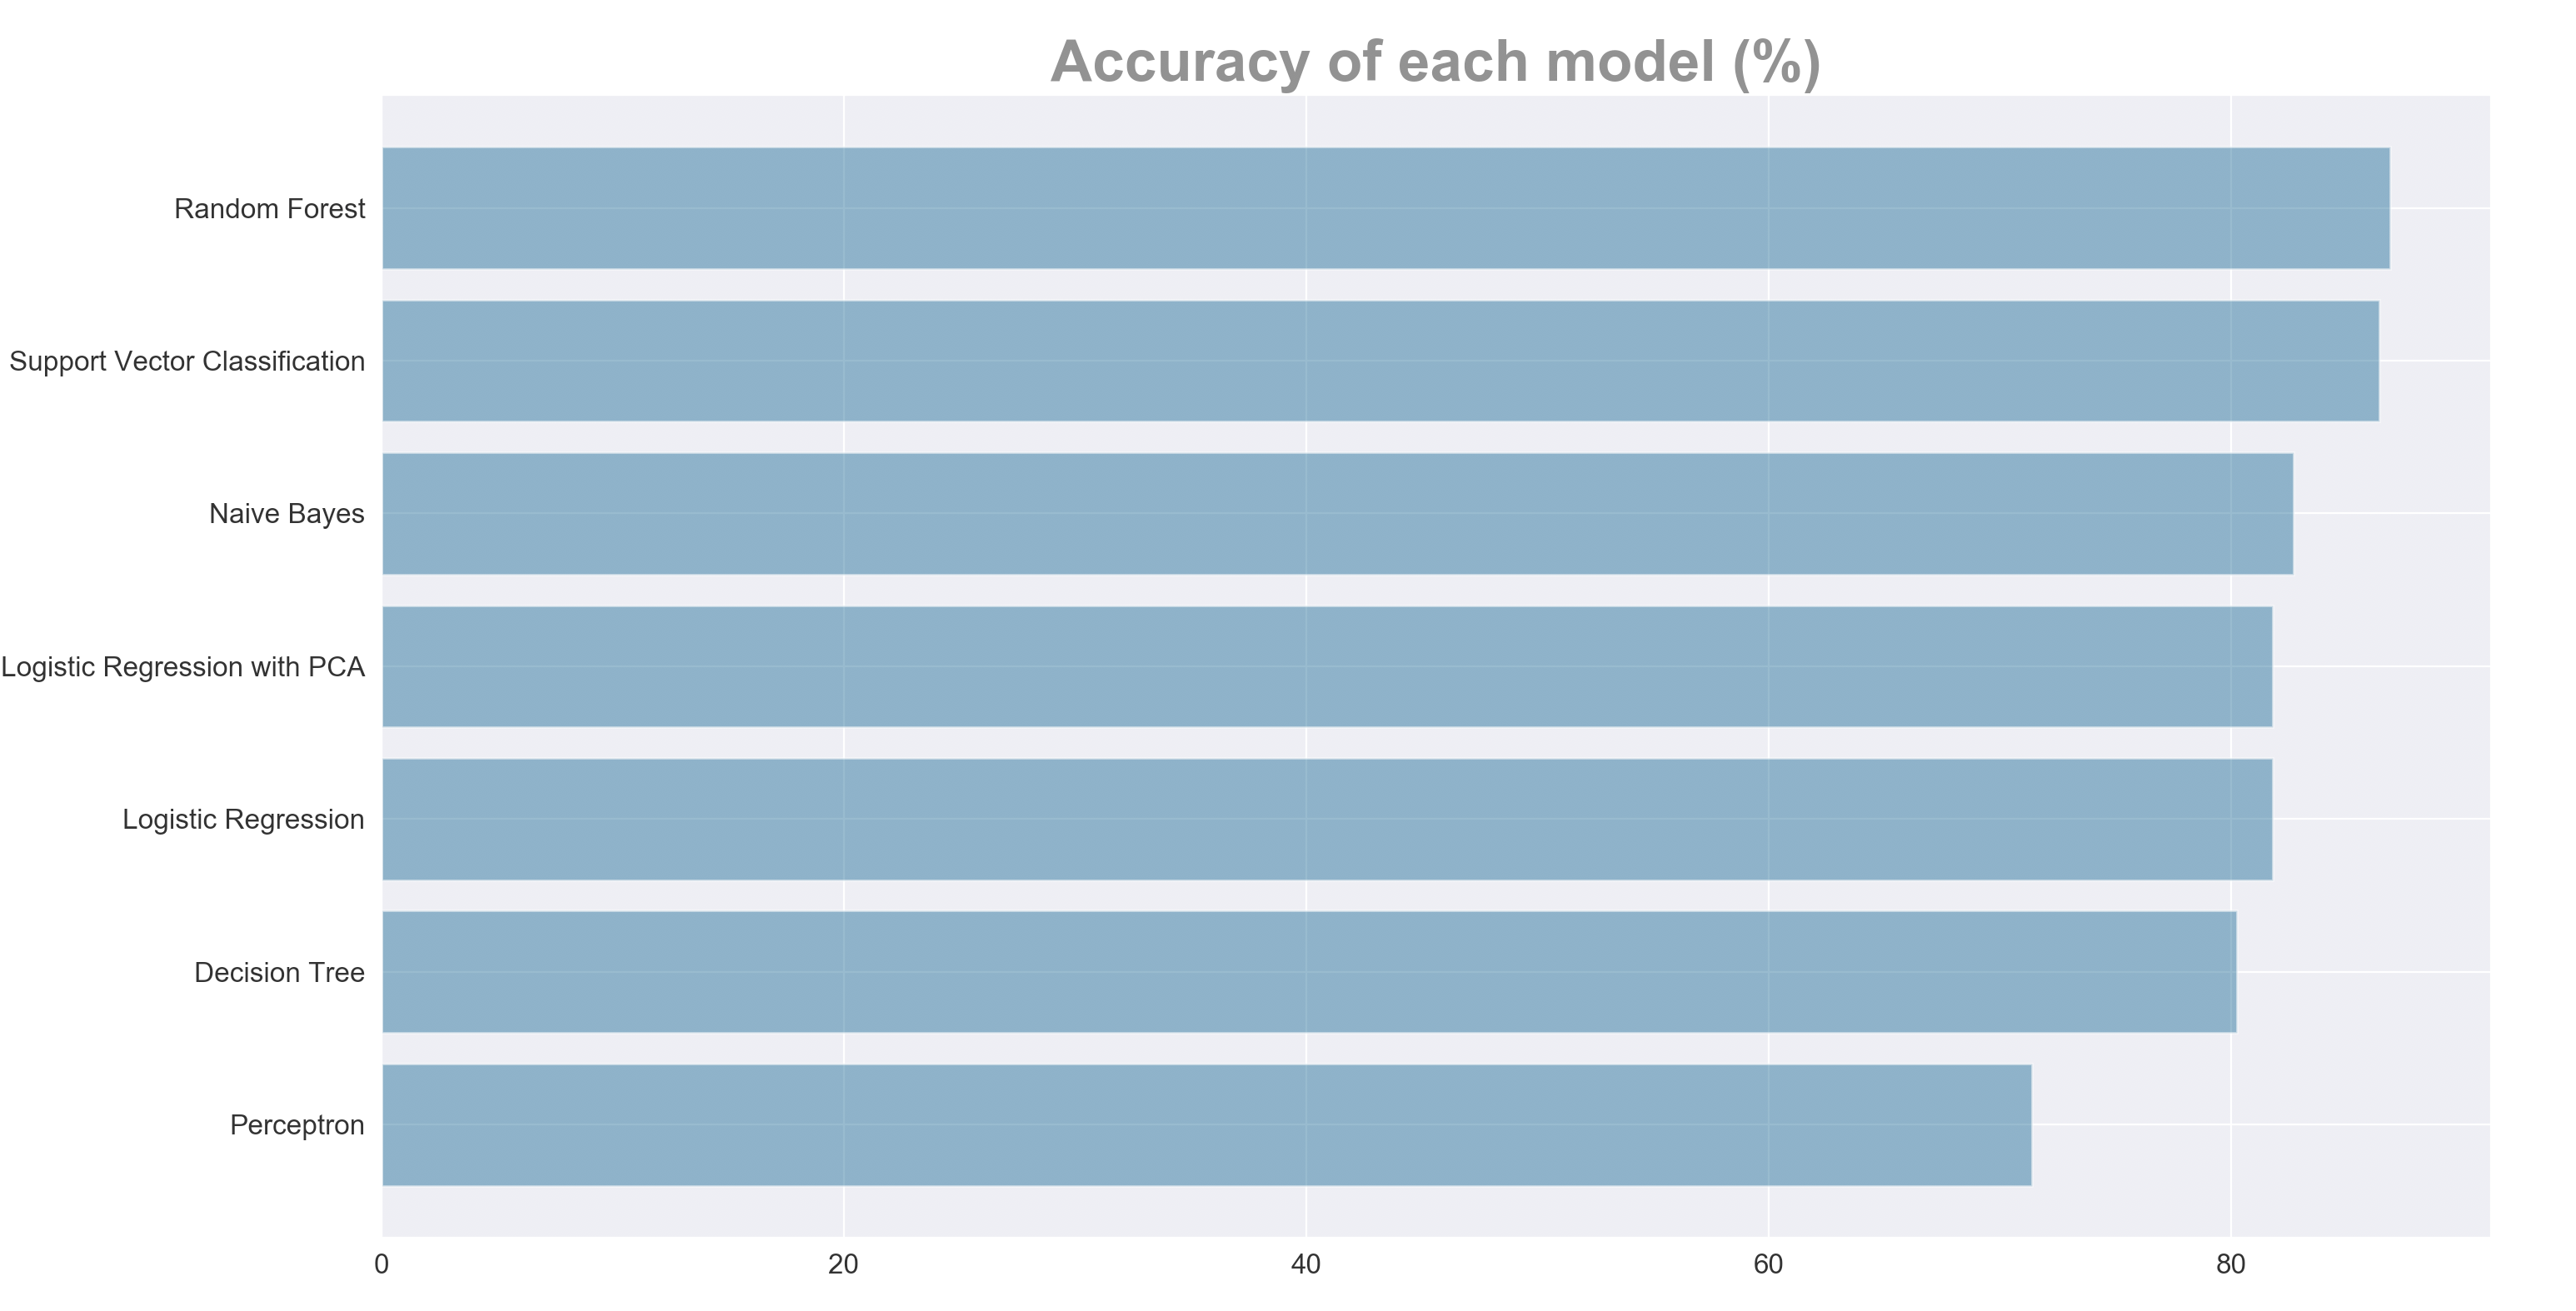 Accuracy of each model (%)
Random Forest
Support Vector Classification
Naive Bayes
Logistic Regression with PCA
Logistic Regression
Decision Tree
Perceptron
0 20 40 60 80